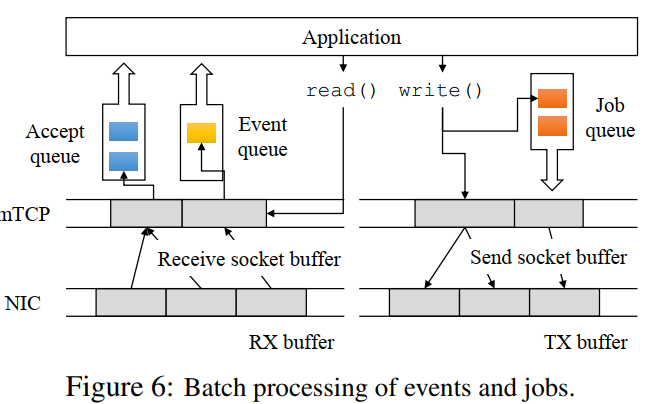 Application
read() write()
Accept
queue
Event
queue
Job
queue
mTCP
Receive socket buffer
Send socket buffer
NIC
RX buffer
TX buffer
Figure 6: Batch processing of events and jobs.